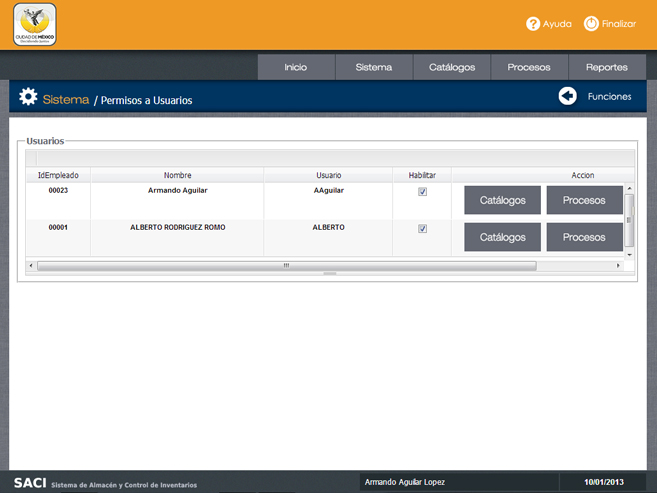 CIUDAD DE MÉXICO
Ayuda
Finalizar
Inicio
Sistema
Catálogos
Procesos
Reportes
Sistema / Permisos a Usuarios
Funciones
Usuarios
IdEmpleado Nombre Usuario Habilitar Accion
00023 Armando Aguilar AAguilar Catálogos Procesos
00001 ALBERTO RODRIGUEZ ROMO ALBERTO Catálogos Procesos
SACI Sistema de Almacén y Control de Inventarios
Armando Aguilar Lopez
10/01/2013